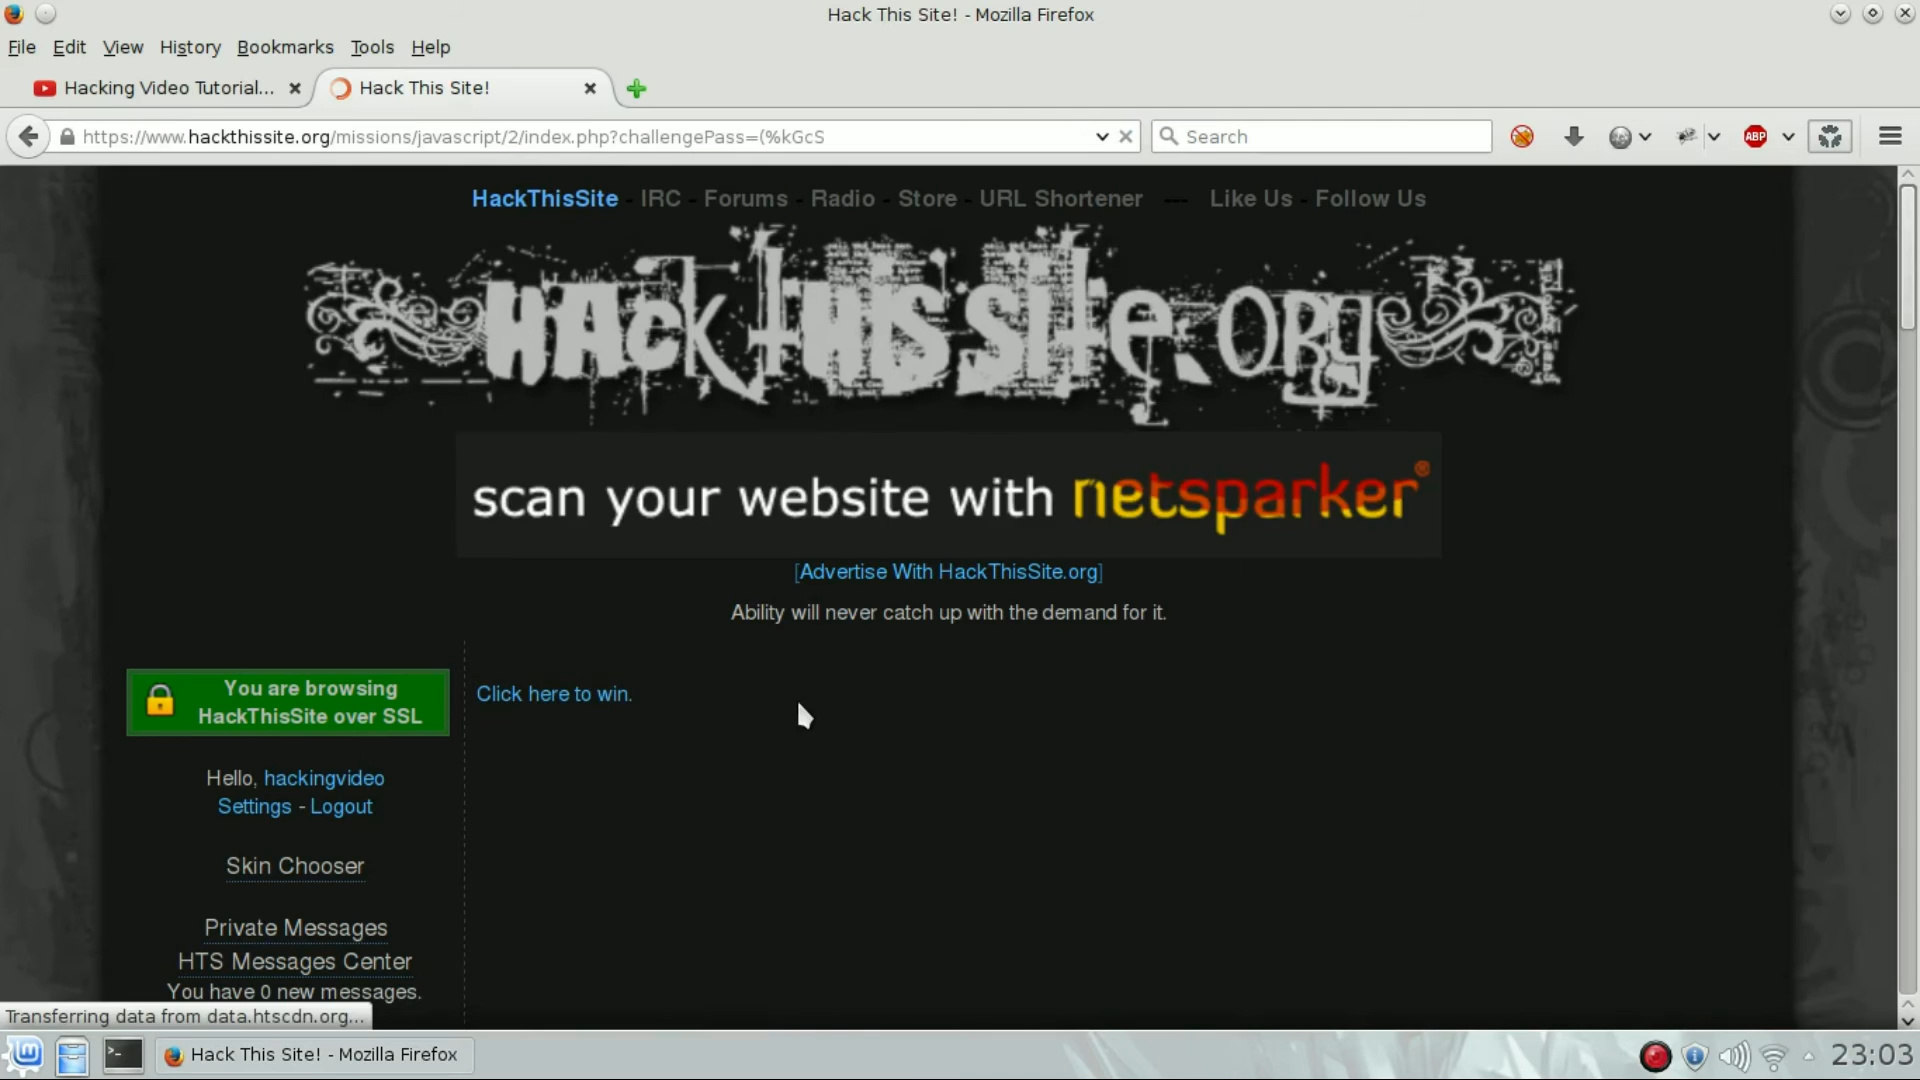 Hack This Site! - Mozilla Firefox
File Edit View History Bookmarks Tools Help
Hacking Video Tutorial... Hack This Site!
https://www.hackthissite.org/missions/javascript/2/index.php?challengePass=(%kGcS Search ABP
HackThisSite - IRC - Forums - Radio - Store - URL Shortener --- Like Us - Follow Us
Hack This Site.org
scan your website with netsparker®
[Advertise With HackThisSite.org]
Ability will never catch up with the demand for it.
You are browsing
HackThisSite over SSL
Click here to win.
Hello, hackingvideo
Settings - Logout
Skin Chooser
Private Messages
HTS Messages Center
You have 0 new messages.
Transferring data from data.htscdn.org...
Hack This Site! - Mozilla Firefox 23:03